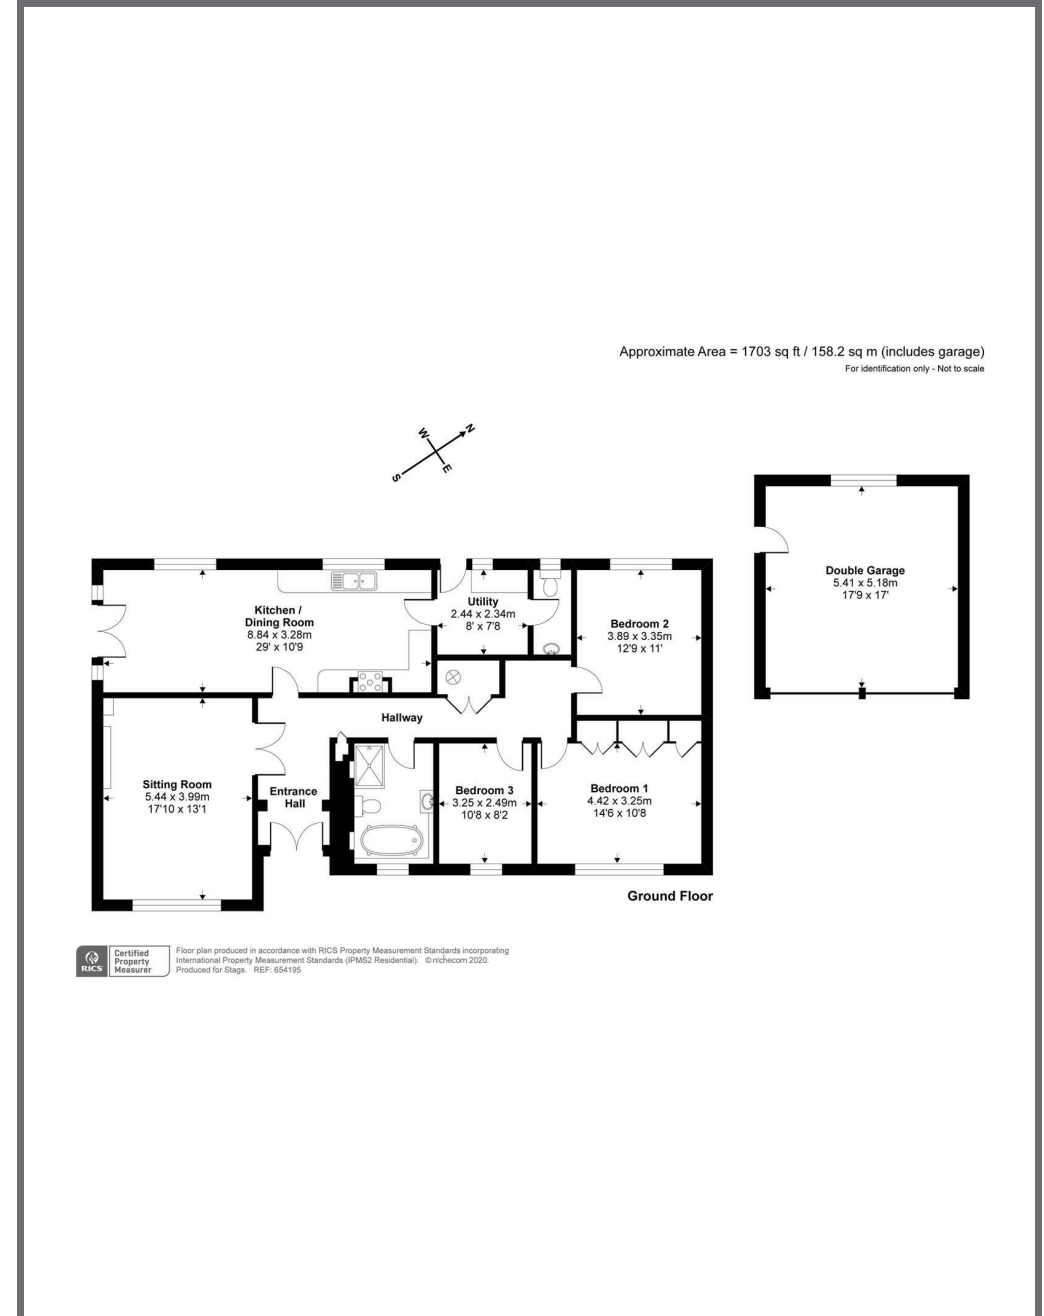 Approximate Area = 1703 sq ft / 158.2 sq m (includes garage)
For identification only - Not to scale
N
W
E
S
Double Garage
5.41 x 5.18m
17'9 x 17'
Kitchen /
Dining Room
8.84 x 3.28m
29' x 10'9
Utility
2.44 x 2.34m
8' x 7'8
Bedroom 2
3.89 x 3.35m
12'9 x 11'
Hallway
Sitting Room
5.44 x 3.99m
17'10 x 13'1
Entrance
Hall
Bedroom 3
3.25 x 2.49m
10'8 x 8'2
Bedroom 1
4.42 x 3.25m
14'6 x 10'8
Ground Floor
RICS
Certified
Property
Measurer
Floor plan produced in accordance with RICS Property Measurement Standards incorporating
International Property Measurement Standards (IPMS2 Residential). © nichecom 2020.
Produced for Stags. REF: 654195